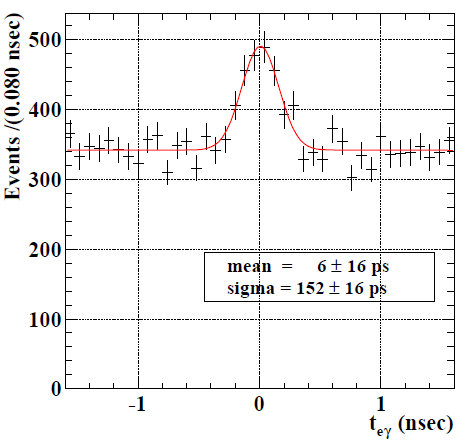 Events /(0.080 nsec)
500
400
300
200
100
0
mean = 6 ± 16 ps
sigma = 152 ± 16 ps
-1 0 1
t_eγ (nsec)